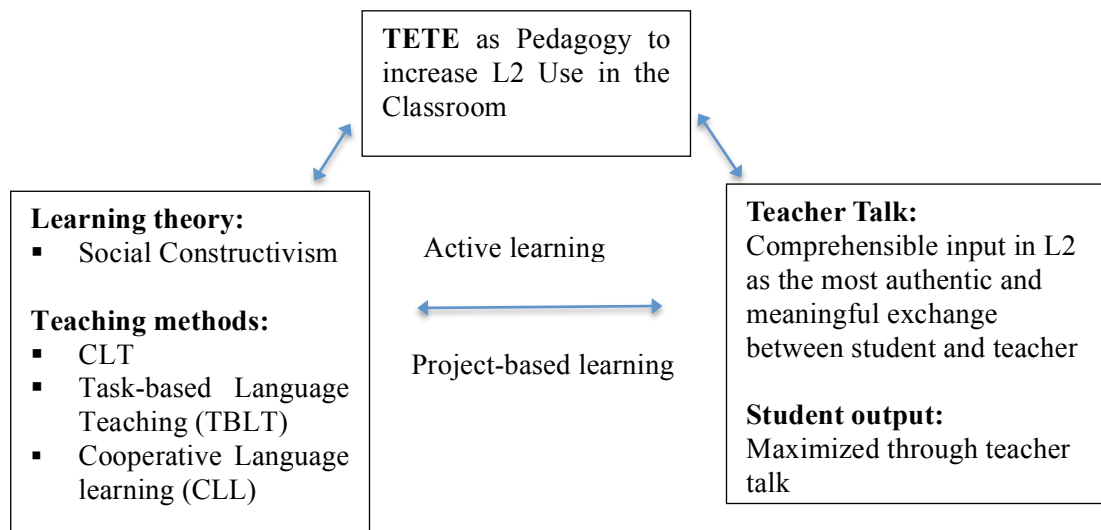 TETE as Pedagogy to
increase L2 Use in the
Classroom
Learning theory:
▪ Social Constructivism
Teaching methods:
▪ CLT
▪ Task-based Language
Teaching (TBLT)
▪ Cooperative Language
learning (CLL)
Active learning
Project-based learning
Teacher Talk:
Comprehensible input in L2
as the most authentic and
meaningful exchange
between student and teacher
Student output:
Maximized through teacher
talk